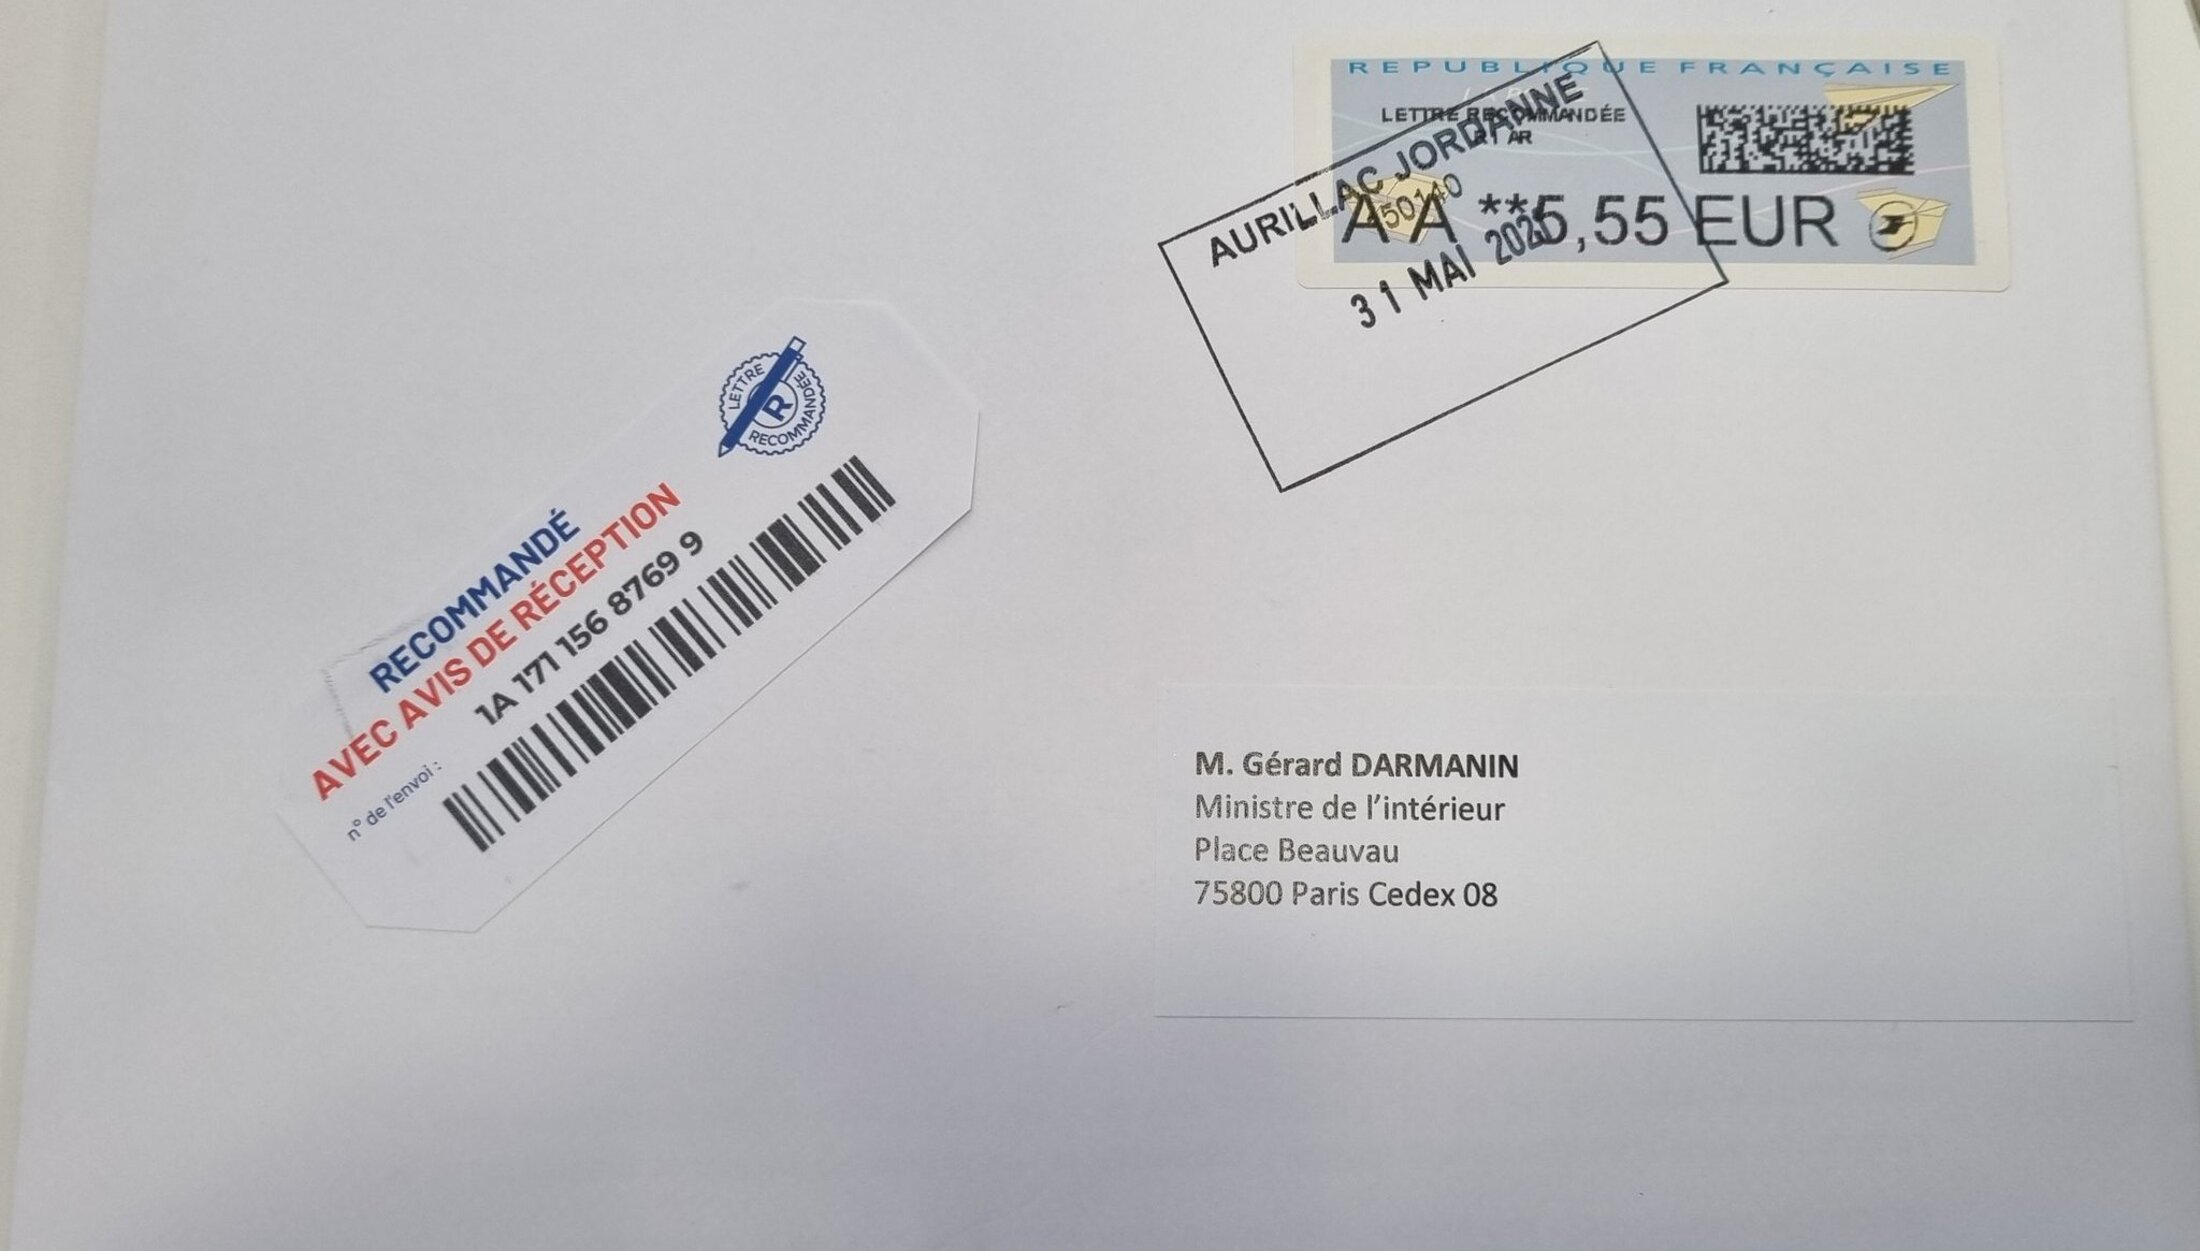 REPUBLIQUE FRANÇAISE
LETTRE RECOMMANDÉE
R1 AR
AA **5,55 EUR
AURILLAC JORDANNE
150140
31 MAI
LETTRE RECOMMANDÉE
R
RECOMMANDÉ
AVEC AVIS DE RÉCEPTION
1A 171 156 8769 9
n° de l'envoi :
M. Gérard DARMANIN
Ministre de l'intérieur
Place Beauvau
75800 Paris Cedex 08